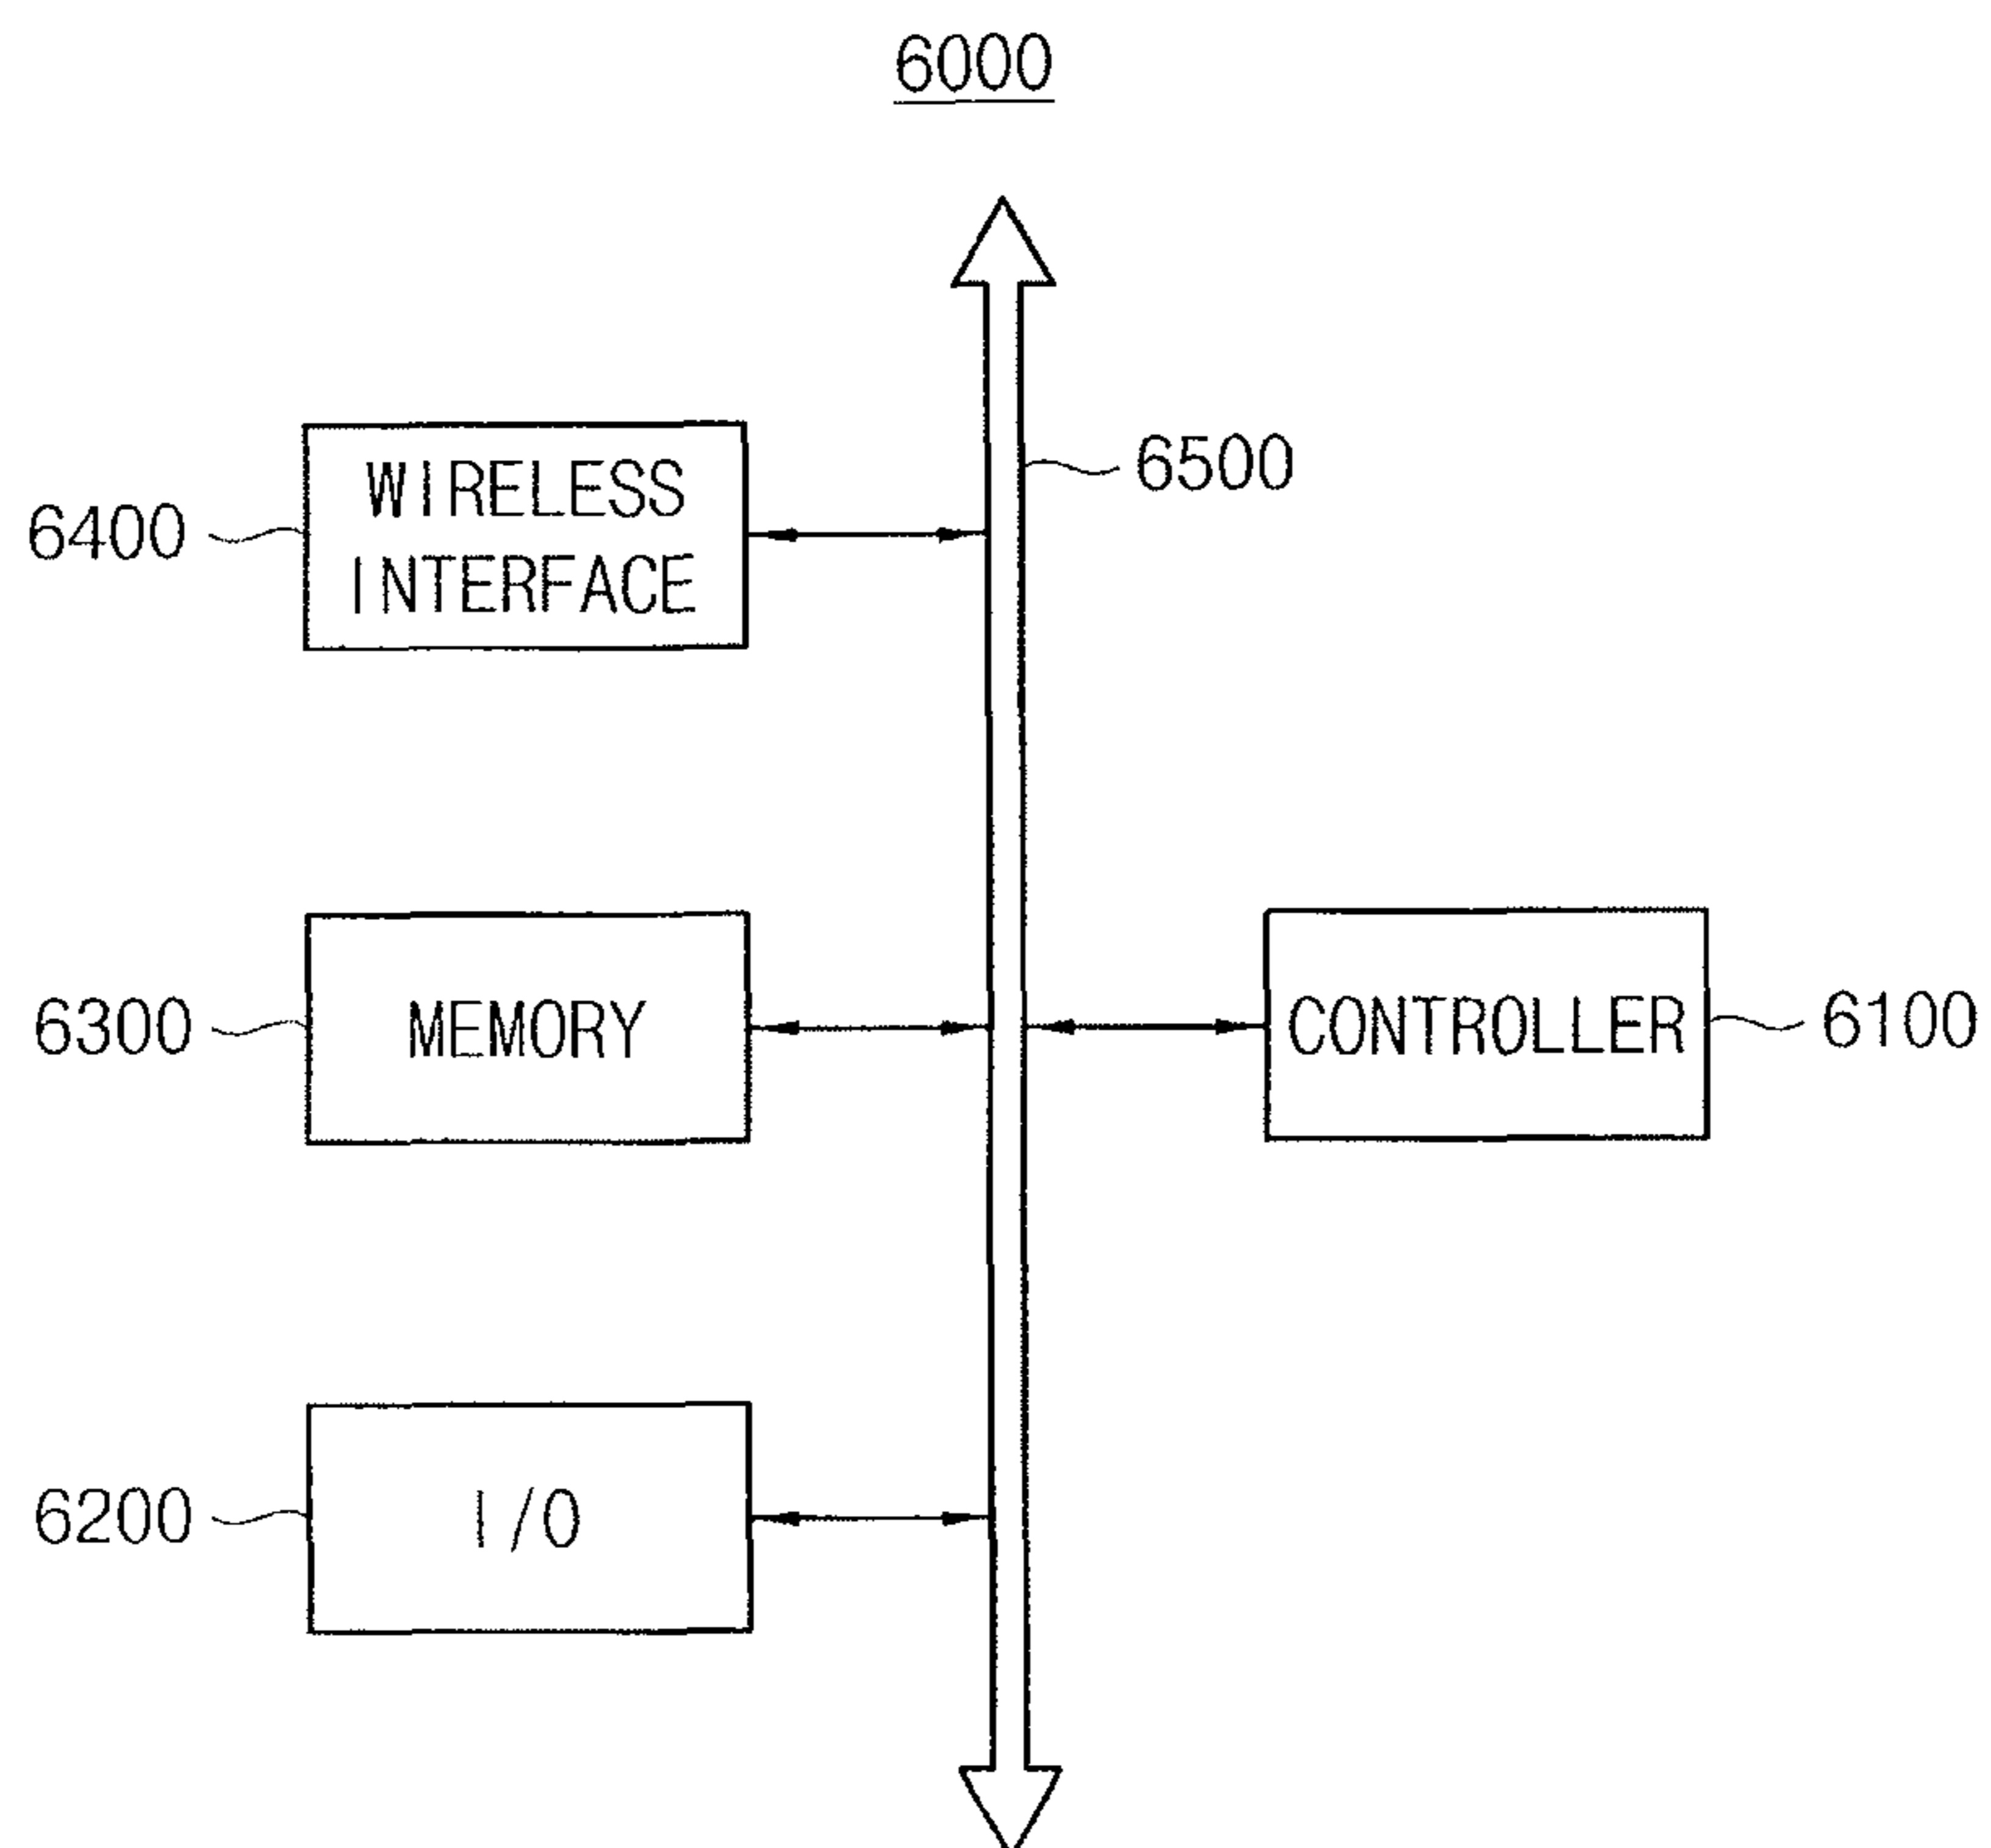 6000
6500
WIRELESS
INTERFACE
6400
6300
MEMORY
CONTROLLER
6100
6200
I/O